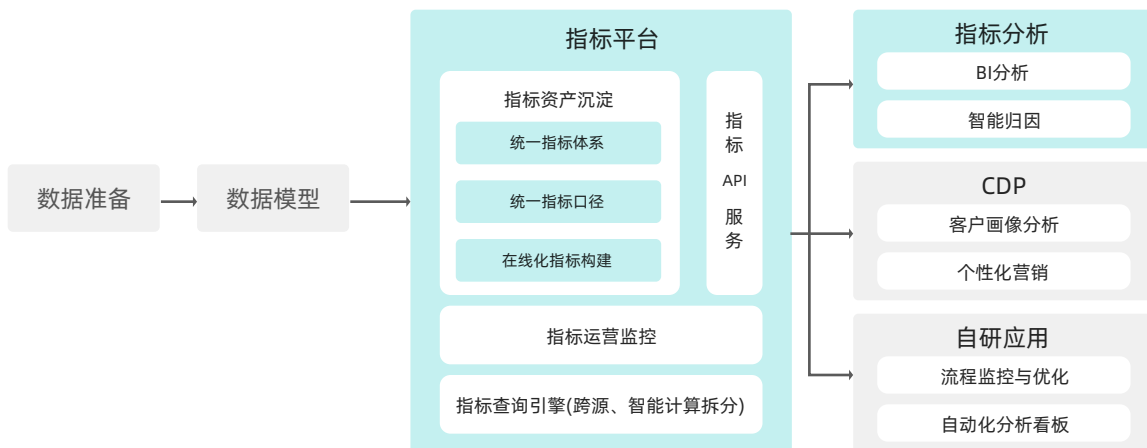 数据准备
数据模型
指标平台
指标资产沉淀
统一指标体系
统一指标口径
在线化指标构建
指
标
API
服
务
指标运营监控
指标查询引擎(跨源、智能计算拆分)
指标分析
BI分析
智能归因
CDP
客户画像分析
个性化营销
自研应用
流程监控与优化
自动化分析看板